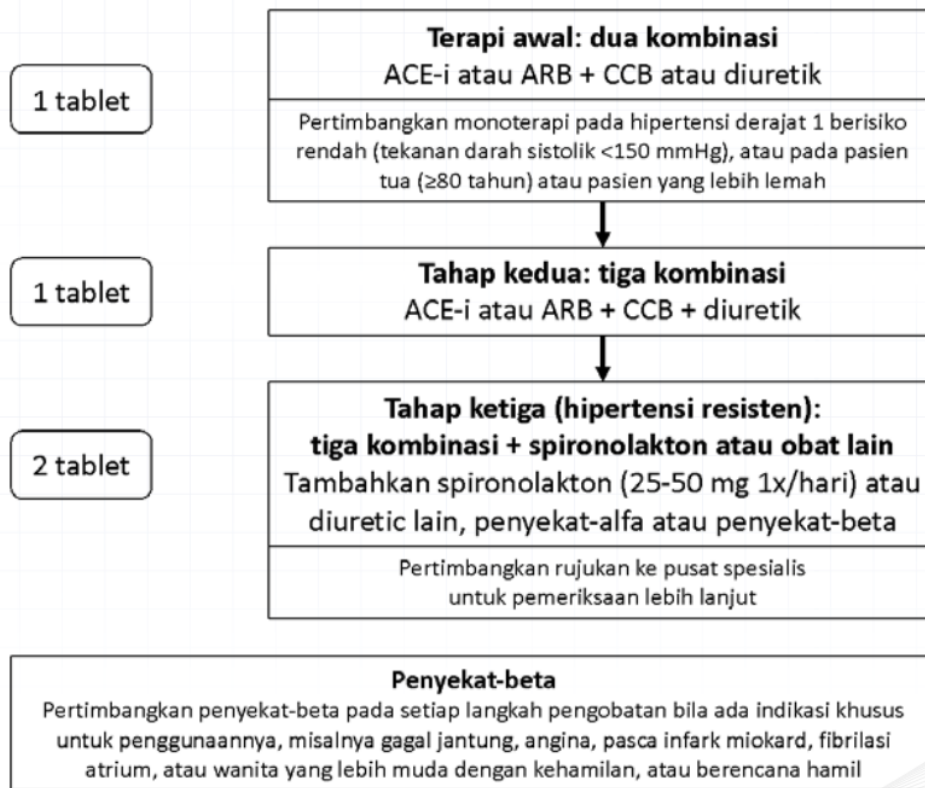 Terapi awal: dua kombinasi
1 tablet
ACE-i atau ARB + CCB atau diuretik
Pertimbangkan monoterapi pada hipertensi derajat 1 berisiko
rendah (tekanan darah sistolik <150 mmHg), atau pada pasien
tua (≥80 tahun) atau pasien yang lebih lemah
1 tablet
Tahap kedua: tiga kombinasi
ACE-i atau ARB + CCB + diuretik
2 tablet
Tahap ketiga (hipertensi resisten):
tiga kombinasi + spironolakton atau obat lain
Tambahkan spironolakton (25-50 mg 1x/hari) atau
diuretic lain, penyekat-alfa atau penyekat-beta
Pertimbangkan rujukan ke pusat spesialis
untuk pemeriksaan lebih lanjut
Penyekat-beta
Pertimbangkan penyekat-beta pada setiap langkah pengobatan bila ada indikasi khusus
untuk penggunaannya, misalnya gagal jantung, angina, pasca infark miokard, fibrilasi
atrium, atau wanita yang lebih muda dengan kehamilan, atau berencana hamil